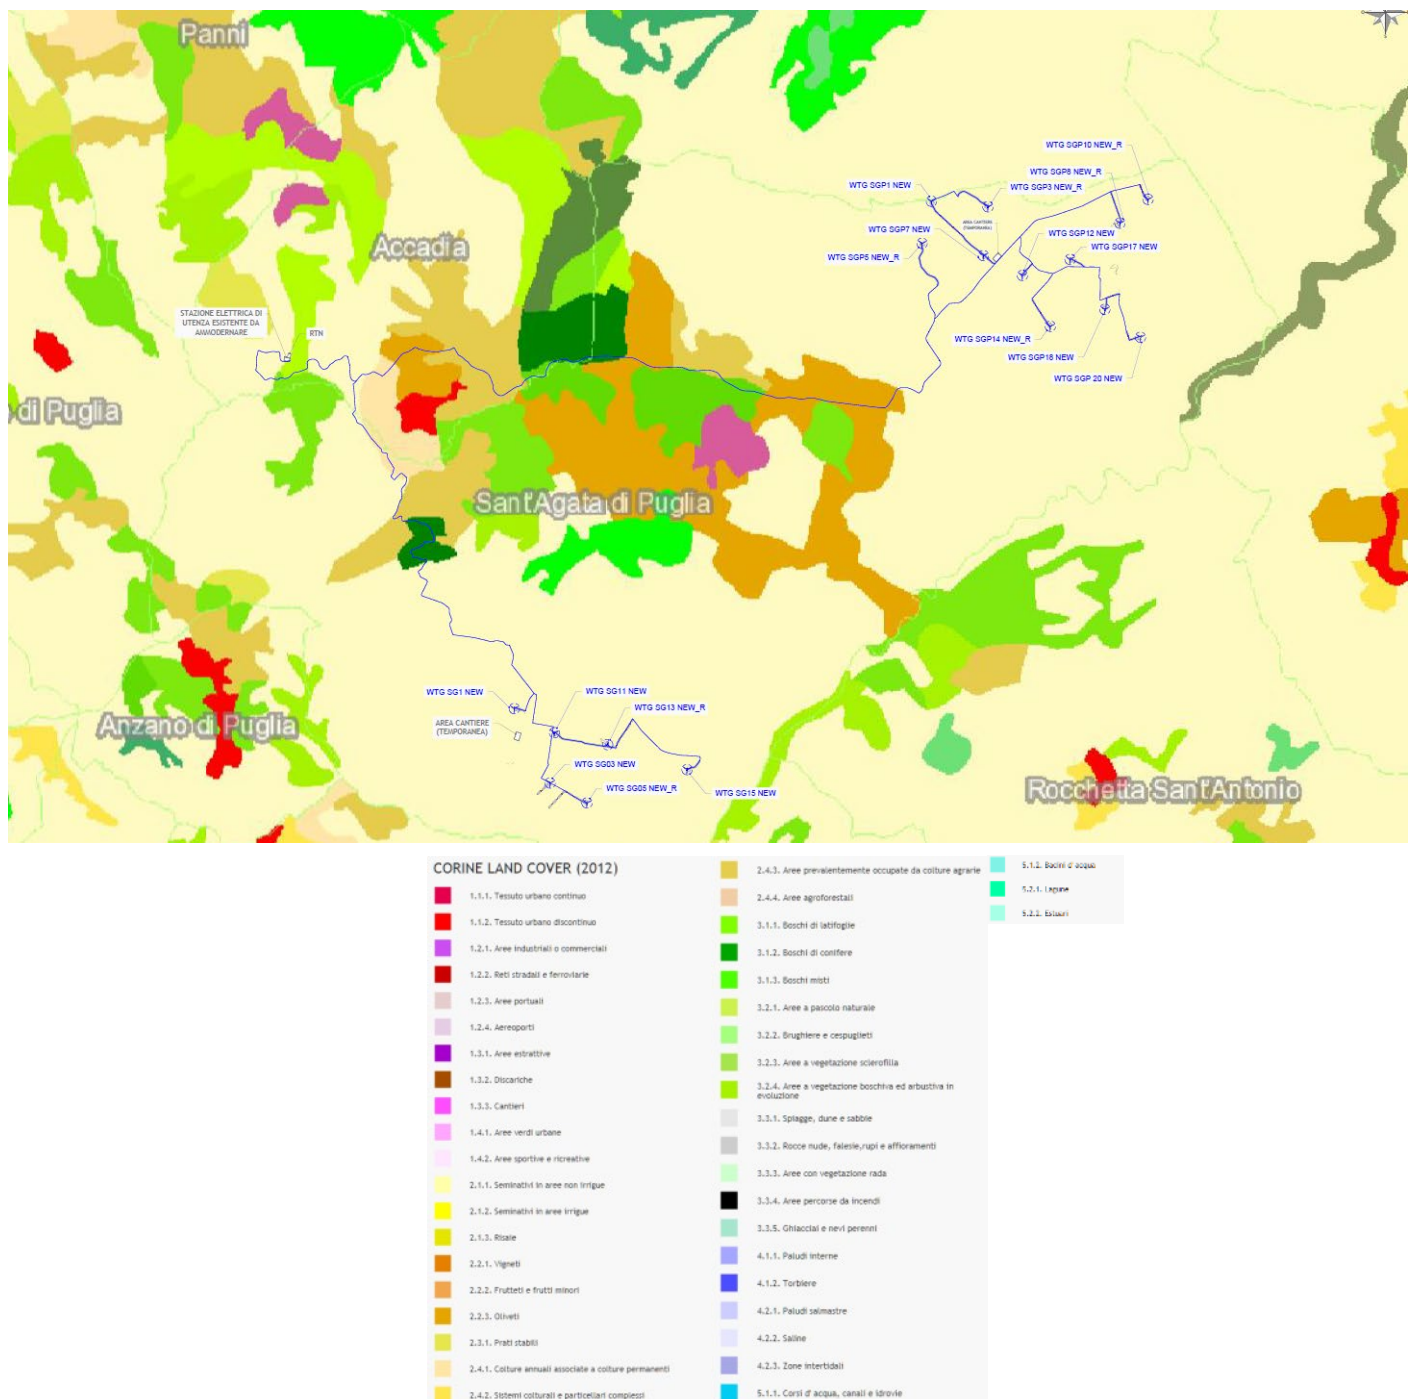 Panni
WTG SGP10 NEW_R
WTG SGP8 NEW_R
WTG SGP1 NEW
WTG SGP3 NEW_R
AREA CANTIERE
(TEMPORANEA)
WTG SGP7 NEW
WTG SGP12 NEW
WTG SGP17 NEW
Accadia
WTG SGP5 NEW_R
STAZIONE ELETTRICA DI
UTENZA ESISTENTE DA
AMMODERNARE
RTN
WTG SGP14 NEW_R
WTG SGP18 NEW
WTG SGP 20 NEW
di Puglia
Sant'Agata di Puglia
WTG SG1 NEW
WTG SG11 NEW
WTG SG13 NEW_R
AREA CANTIERE
(TEMPORANEA)
Anzano di Puglia
WTG SG03 NEW
WTG SG05 NEW_R
WTG SG15 NEW
Rocchetta Sant'Antonio
CORINE LAND COVER (2012)
1.1.1. Tessuto urbano continuo
1.1.2. Tessuto urbano discontinuo
1.2.1. Aree industriali o commerciali
1.2.2. Reti stradali e ferroviarie
1.2.3. Aree portuali
1.2.4. Aereoporti
1.3.1. Aree estrattive
1.3.2. Discariche
1.3.3. Cantieri
1.4.1. Aree verdi urbane
1.4.2. Aree sportive e ricreative
2.1.1. Seminativi in aree non irrigue
2.1.2. Seminativi in aree irrigue
2.1.3. Risaie
2.2.1. Vigneti
2.2.2. Frutteti e frutti minori
2.2.3. Oliveti
2.3.1. Prati stabili
2.4.1. Colture annuali associate a colture permanenti
2.4.2. Sistemi colturali e particellari complessi
2.4.3. Aree prevalentemente occupate da colture agrarie
2.4.4. Aree agroforestali
3.1.1. Boschi di latifoglie
3.1.2. Boschi di conifere
3.1.3. Boschi misti
3.2.1. Aree a pascolo naturale
3.2.2. Brughiere e cespuglieti
3.2.3. Aree a vegetazione sclerofilla
3.2.4. Aree a vegetazione boschiva ed arbustiva in
evoluzione
3.3.1. Spiagge, dune e sabbie
3.3.2. Rocce nude, falesie,rupi e affioramenti
3.3.3. Aree con vegetazione rada
3.3.4. Aree percorse da incendi
3.3.5. Ghiacciai e nevi perenni
4.1.1. Paludi interne
4.1.2. Torbiere
4.2.1. Paludi salmastre
4.2.2. Saline
4.2.3. Zone intertidali
5.1.1. Corsi d' acqua, canali e idrovie
5.1.2. Bacini d' acqua
5.2.1. Lagune
5.2.2. Estuari